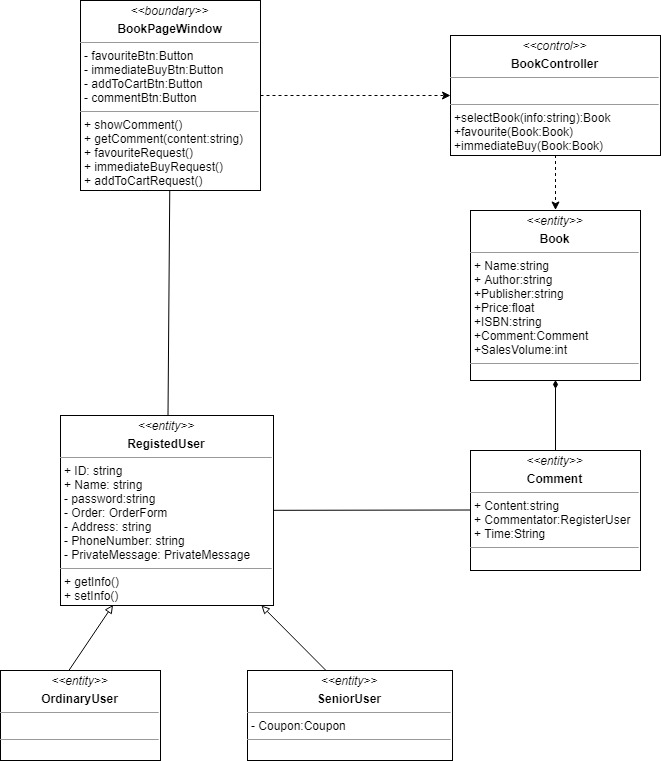 <<boundary>>
BookPageWindow
- favouriteBtn:Button
- immediateBuyBtn:Button
- addToCartBtn:Button
- commentBtn:Button
+ showComment()
+ getComment(content:string)
+ favouriteRequest()
+ immediateBuyRequest()
+ addToCartRequest()
<<control>>
BookController
+selectBook(info:string):Book
+favourite(Book:Book)
+immediateBuy(Book:Book)
<<entity>>
Book
+ Name:string
+ Author:string
+Publisher:string
+Price:float
+ISBN:string
+Comment:Comment
+SalesVolume:int
<<entity>>
RegistedUser
+ ID: string
+ Name: string
- password:string
- Order: OrderForm
- Address: string
- PhoneNumber: string
- PrivateMessage: PrivateMessage
+ getInfo()
+ setInfo()
<<entity>>
Comment
+ Content:string
+ Commentator:RegisterUser
+ Time:String
<<entity>>
OrdinaryUser
<<entity>>
SeniorUser
- Coupon:Coupon